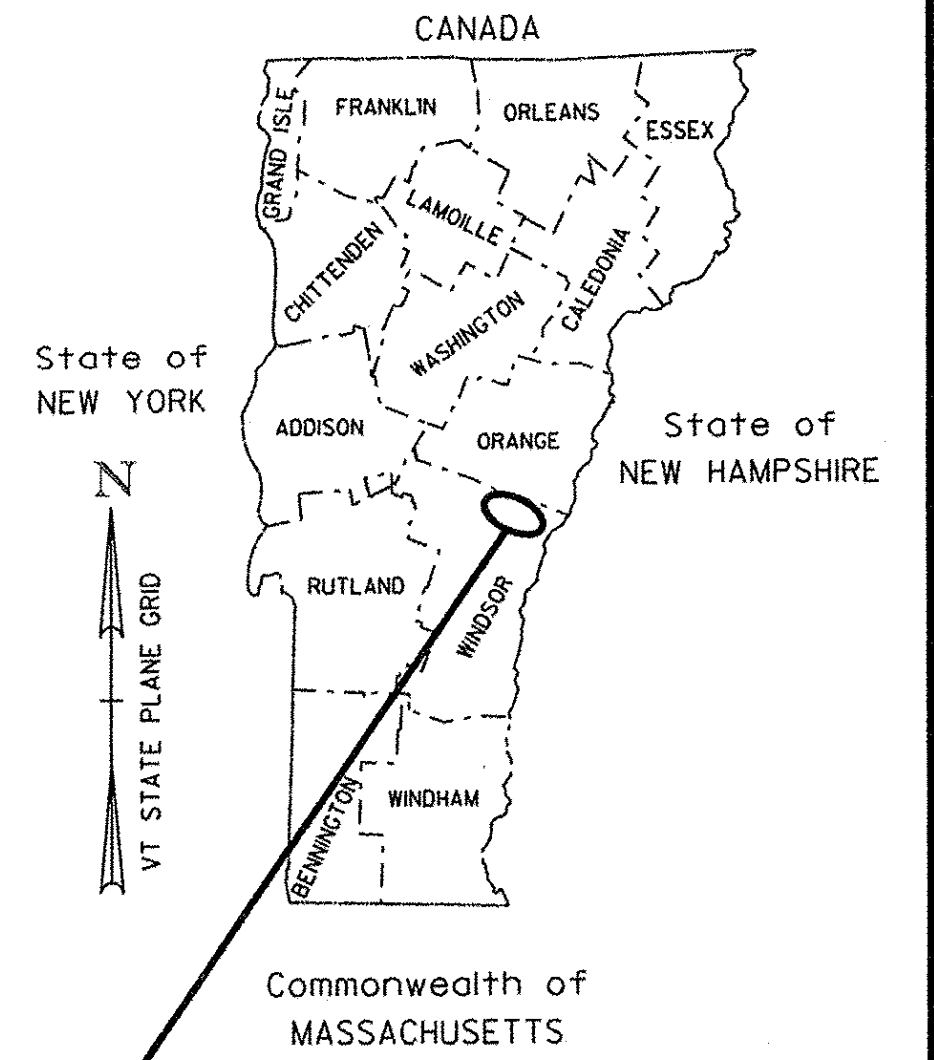 CANADA
GRAND ISLE
FRANKLIN
ORLEANS
ESSEX
LAMOILLE
CHITTENDEN
CALEDONIA
WASHINGTON
State of
NEW YORK
ADDISON
ORANGE
State of
NEW HAMPSHIRE
N
VT STATE PLANE GRID
RUTLAND
WINDSOR
BENNINGTON
WINDHAM
Commonwealth of
MASSACHUSETTS